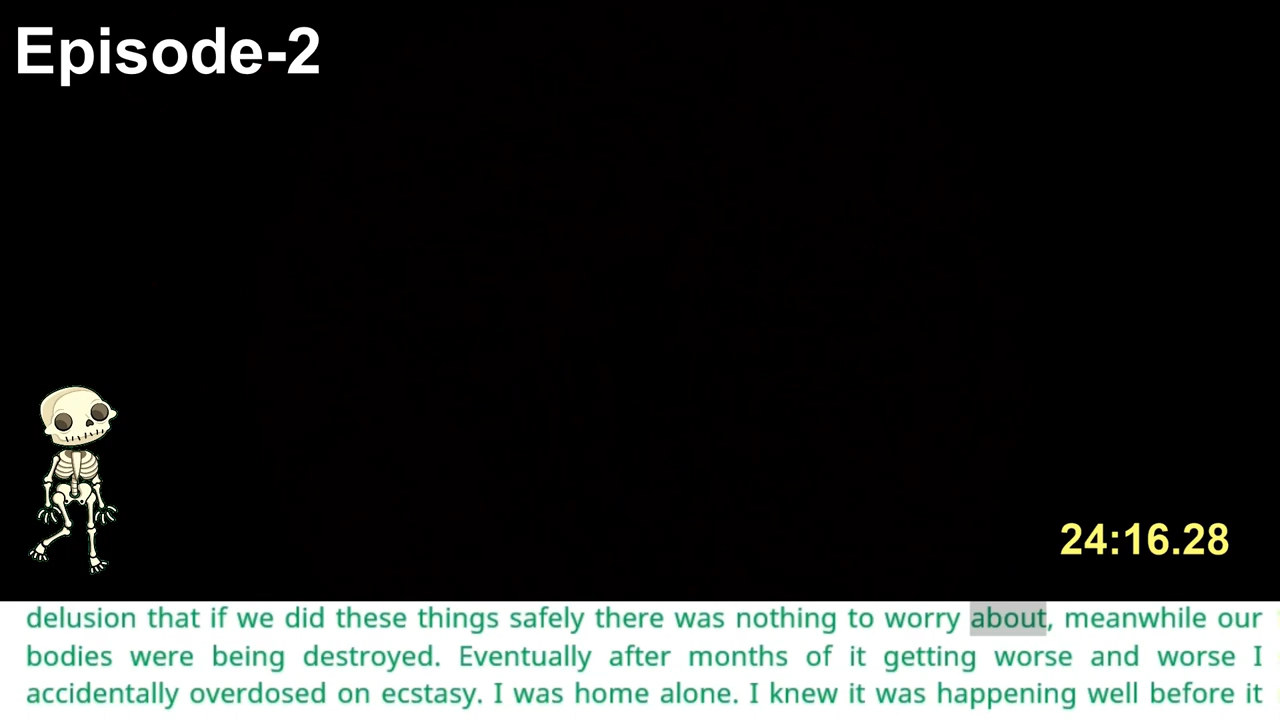 Episode-2
24:16.28
delusion that if we did these things safely there was nothing to worry about, meanwhile our
bodies were being destroyed. Eventually after months of it getting worse and worse I
accidentally overdosed on ecstasy. I was home alone. I knew it was happening well before it